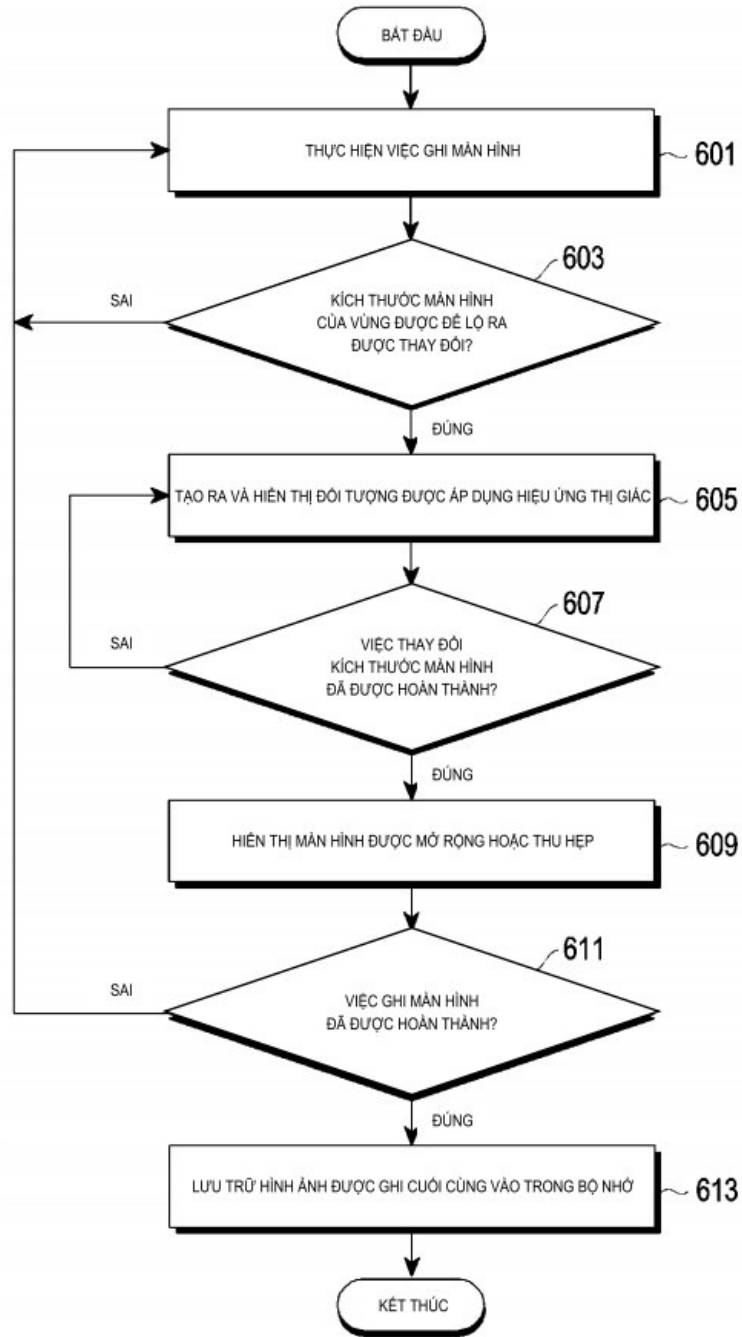 BẮT ĐẦU
THỰC HIỆN VIỆC GHI MÀN HÌNH
601
603
SAI
KÍCH THƯỚC MÀN HÌNH
CỦA VÙNG ĐƯỢC ĐỂ LỘ RA
ĐƯỢC THAY ĐỔI?
ĐÚNG
TẠO RA VÀ HIỂN THỊ ĐỐI TƯỢNG ĐƯỢC ÁP DỤNG HIỆU ỨNG THỊ GIÁC
605
607
SAI
VIỆC THAY ĐỔI
KÍCH THƯỚC MÀN HÌNH
ĐÃ ĐƯỢC HOÀN THÀNH?
ĐÚNG
HIỂN THỊ MÀN HÌNH ĐƯỢC MỞ RỘNG HOẶC THU HẸP
609
611
SAI
VIỆC GHI MÀN HÌNH
ĐÃ ĐƯỢC HOÀN THÀNH?
ĐÚNG
LƯU TRỮ HÌNH ẢNH ĐƯỢC GHI CUỐI CÙNG VÀO TRONG BỘ NHỚ
613
KẾT THÚC